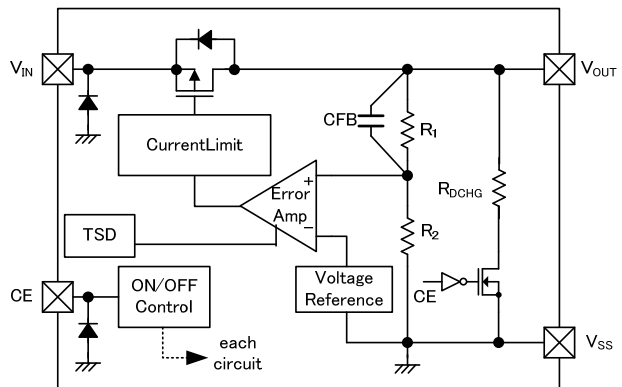 VIN
VOUT
CFB
R1
CurrentLimit
RDCHG
+
Error
Amp
−
TSD
R2
CE
ON/OFF
Control
Voltage
Reference
CE
each
circuit
VSS